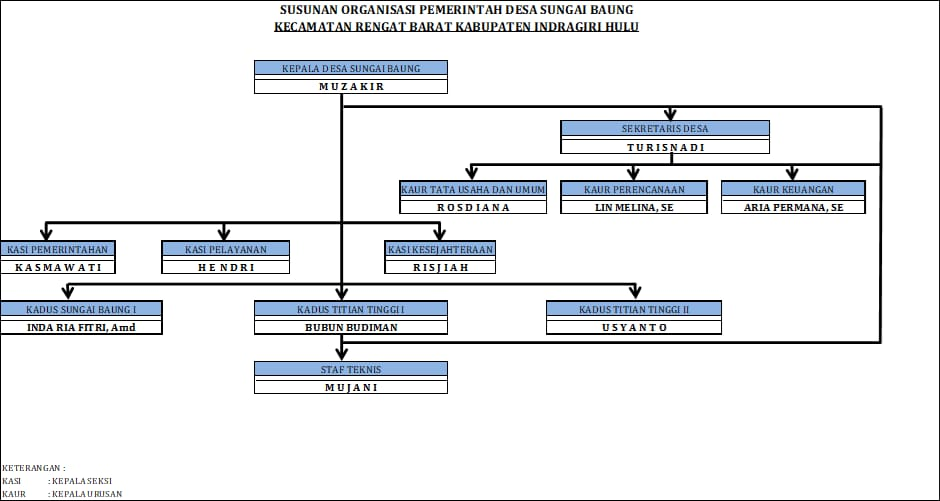 SUSUNAN ORGANISASI PEMERINTAH DESA SUNGAI BAUNG
KECAMATAN RENGAT BARAT KABUPATEN INDRAGIRI HULU
KEPALA DESA SUNGAI BAUNG
MUZAKIR
SEKRETARIS DESA
TURISNADI
KAUR TATA USAHA DAN UMUM
ROSDIANA
KAUR PERENCANAAN
LIN MELINA, SE
KAUR KEUANGAN
ARIA PERMANA, SE
KASI PEMERINTAHAN
KASMAWATI
KASI PELAYANAN
HENDRI
KASI KESEJAHTERAAN
RISJIAH
KADUS SUNGAI BAUNG I
INDA RIA FITRI, Amd
KADUS TITIAN TINGGI I
BUBUN BUDIMAN
KADUS TITIAN TINGGI II
USYANTO
STAF TEKNIS
MUJANI
KETERANGAN :
KASI : KEPALA SEKSI
KAUR : KEPALA URUSAN